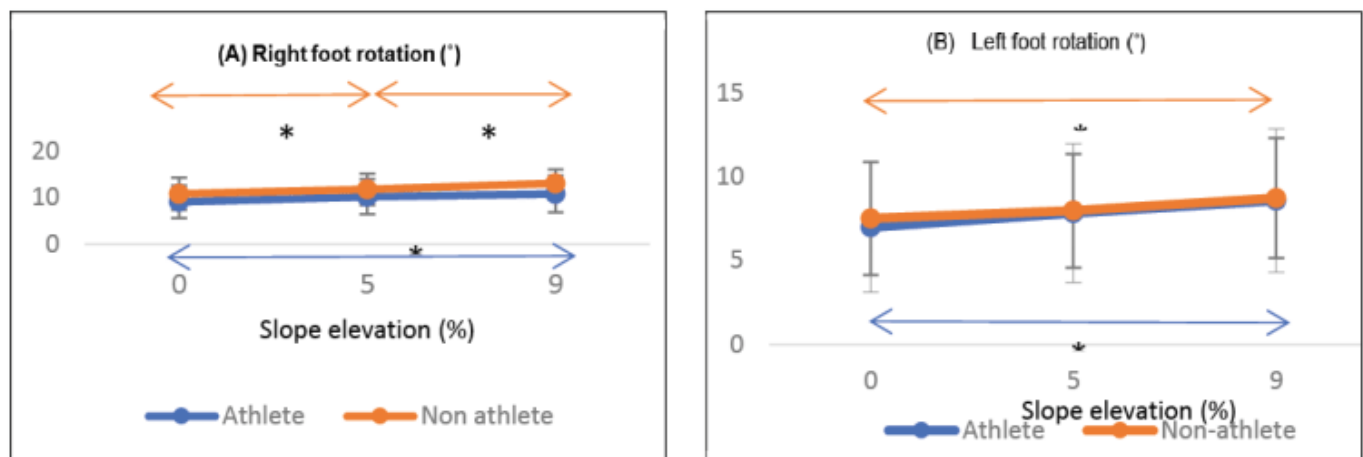 (A) Right foot rotation (˚)
*
*
20
10
0
*
0 5 9
Slope elevation (%)
Athlete Non athlete
(B) Left foot rotation (˚)
15
*
10
5
0
*
0 5 9
Slope elevation (%)
Athlete Non-athlete